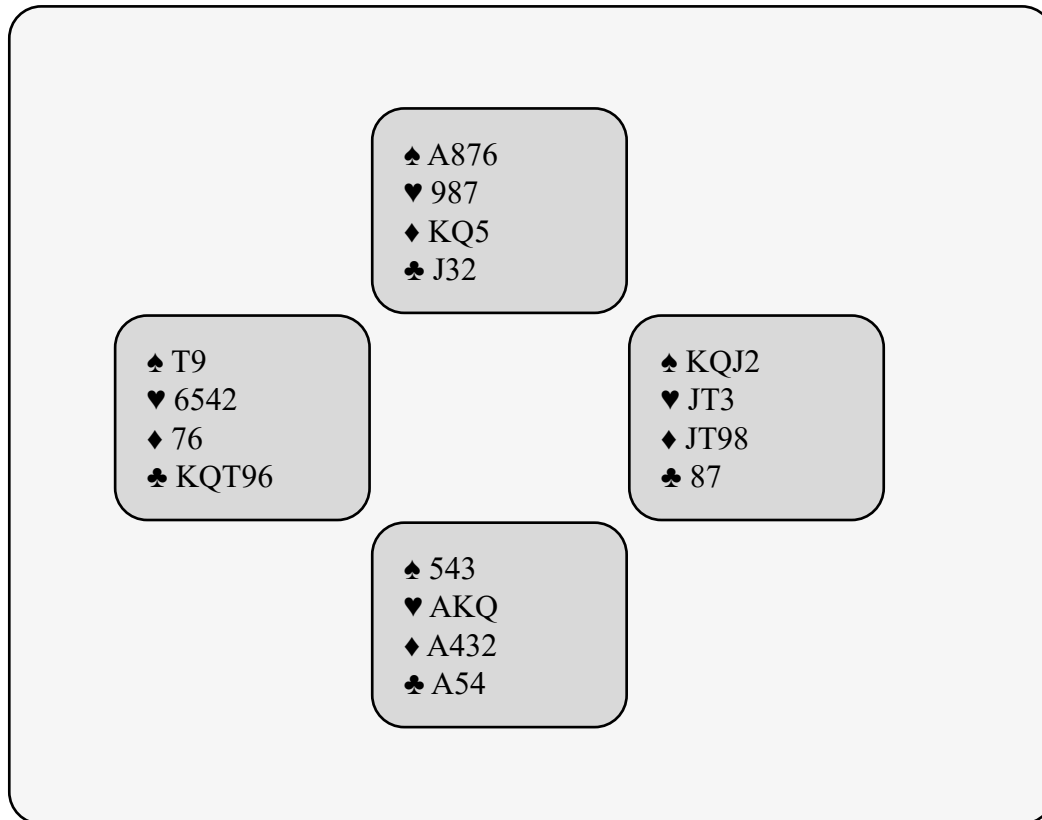 ♠ A876
♥ 987
♦ KQ5
♣ J32
♠ T9
♥ 6542
♦ 76
♣ KQT96
♠ KQJ2
♥ JT3
♦ JT98
♣ 87
♠ 543
♥ AKQ
♦ A432
♣ A54